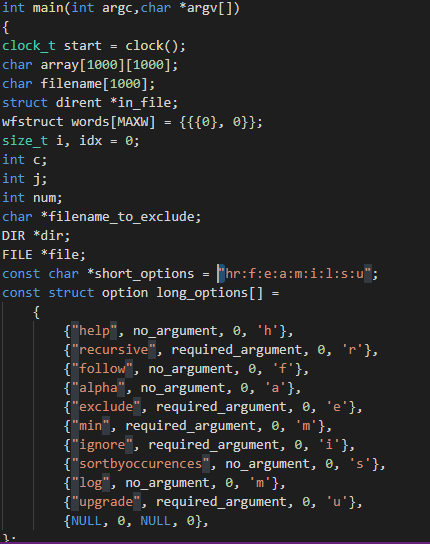 int main(int argc,char *argv[])
{
clock_t start = clock();
char array[1000][1000];
char filename[1000];
struct dirent *in_file;
wfstruct words[MAXW] = {{{0}, 0}};
size_t i, idx = 0;
int c;
int j;
int num;
char *filename_to_exclude;
DIR *dir;
FILE *file;
const char *short_options = "hr:f:e:a:m:i:l:s:u";
const struct option long_options[] =
{
{"help", no_argument, 0, 'h'},
{"recursive", required_argument, 0, 'r'},
{"follow", no_argument, 0, 'f'},
{"alpha", no_argument, 0, 'a'},
{"exclude", required_argument, 0, 'e'},
{"min", required_argument, 0, 'm'},
{"ignore", required_argument, 0, 'i'},
{"sortbyoccurences", no_argument, 0, 's'},
{"log", no_argument, 0, 'm'},
{"upgrade", required_argument, 0, 'u'},
{NULL, 0, NULL, 0},
};